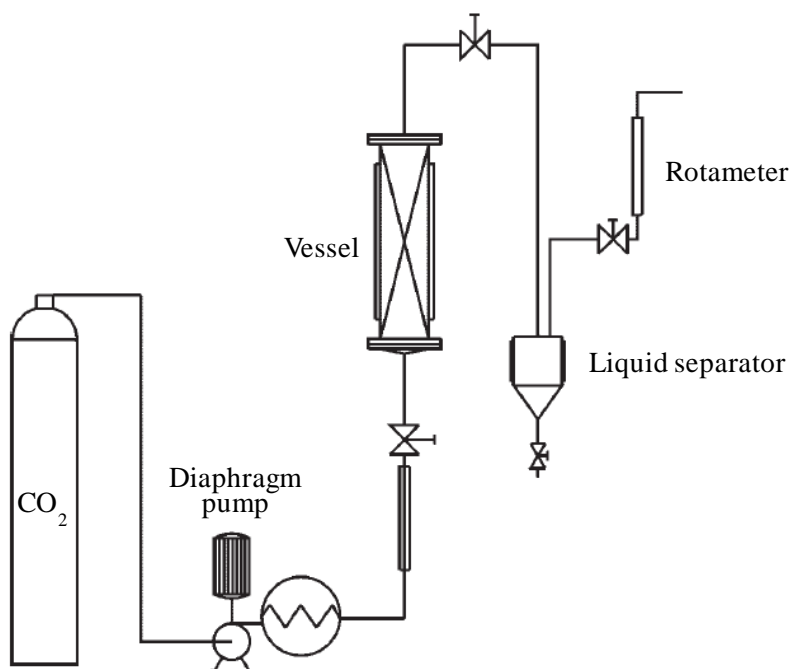 Rotameter
Vessel
Liquid separator
Diaphragm
pump
CO₂